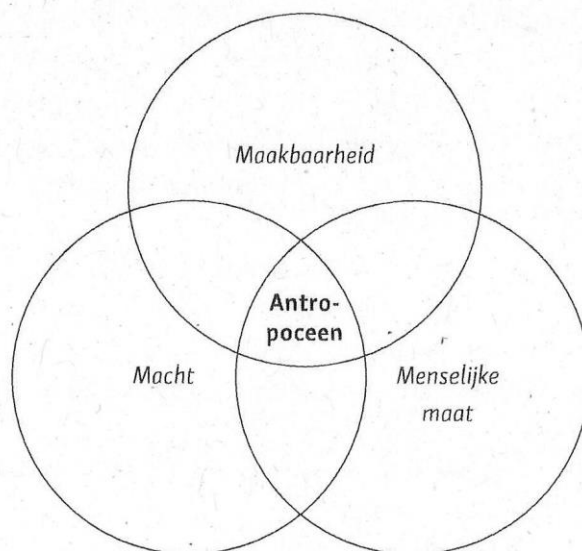 Maakbaarheid
Antro-
poceen
Macht
Menselijke
maat